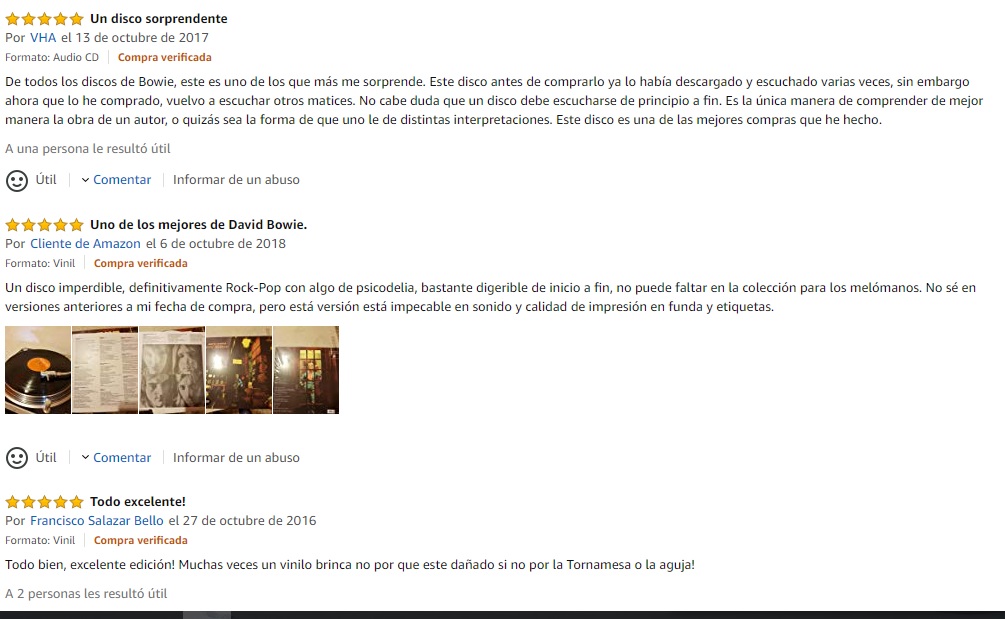 Un disco sorprendente
Por VHA el 13 de octubre de 2017
Formato: Audio CD Compra verificada
De todos los discos de Bowie, este es uno de los que más me sorprende. Este disco antes de comprarlo ya lo había descargado y escuchado varias veces, sin embargo
ahora que lo he comprado, vuelvo a escuchar otros matices. No cabe duda que un disco debe escucharse de principio a fin. Es la única manera de comprender de mejor
manera la obra de un autor, o quizás sea la forma de que uno le de distintas interpretaciones. Este disco es una de las mejores compras que he hecho.
A una persona le resultó útil
Útil Comentar Informar de un abuso
Uno de los mejores de David Bowie.
Por Cliente de Amazon el 6 de octubre de 2018
Formato: Vinil Compra verificada
Un disco imperdible, definitivamente Rock-Pop con algo de psicodelia, bastante digerible de inicio a fin, no puede faltar en la colección para los melómanos. No sé en
versiones anteriores a mi fecha de compra, pero está versión está impecable en sonido y calidad de impresión en funda y etiquetas.
Útil Comentar Informar de un abuso
Todo excelente!
Por Francisco Salazar Bello el 27 de octubre de 2016
Formato: Vinil Compra verificada
Todo bien, excelente edición! Muchas veces un vinilo brinca no por que este dañado si no por la Tornamesa o la aguja!
A 2 personas les resultó útil